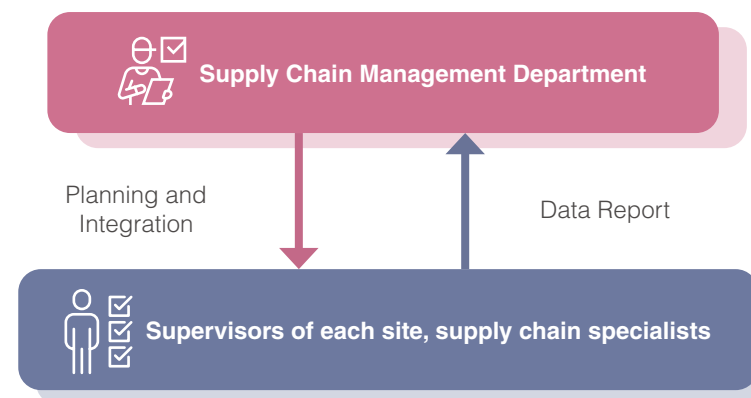 Supply Chain Management Department
Planning and
Integration
Data Report
Supervisors of each site, supply chain specialists